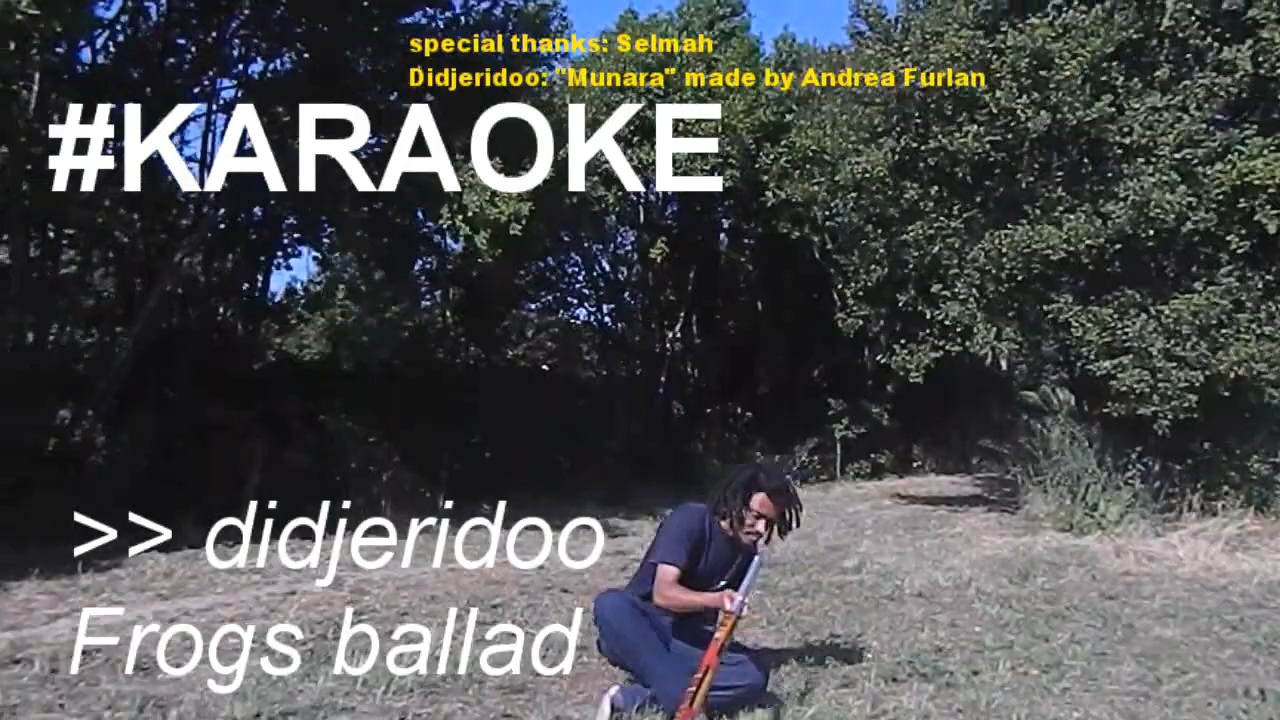 special thanks: Selmah
Didjeridoo: "Munara" made by Andrea Furlan
#KARAOKE
>> didjeridoo
Frogs ballad